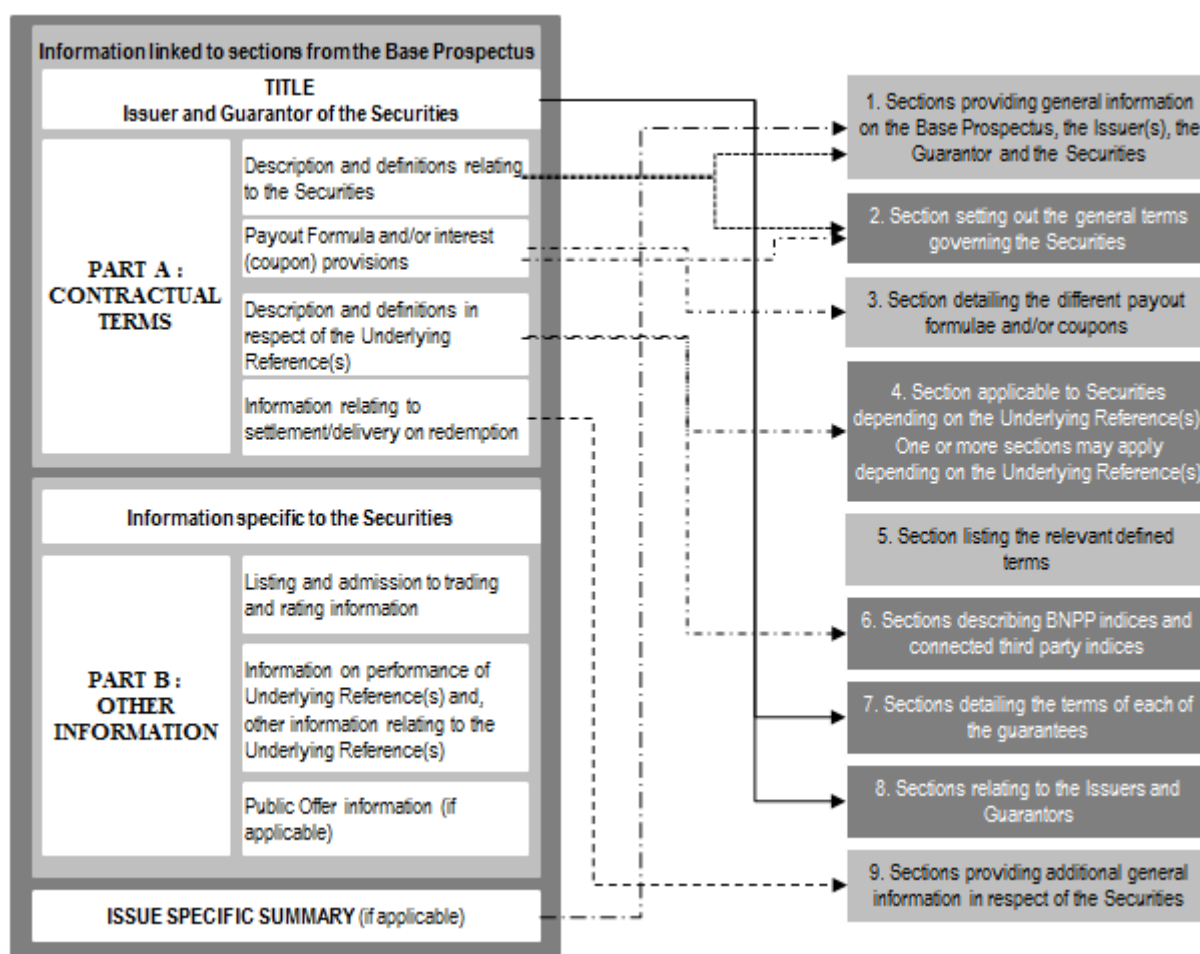 Information linked to sections from the Base Prospectus
TITLE
Issuer and Guarantor of the Securities
PART A :
CONTRACTUAL
TERMS
Description and definitions relating
to the Securities
Payout Formula and/or interest
(coupon) provisions
Description and definitions in
respect of the Underlying
Reference(s)
Information relating to
settlement/delivery on redemption
Information specific to the Securities
PART B :
OTHER
INFORMATION
Listing and admission to trading
and rating information
Information on performance of
Underlying Reference(s) and,
other information relating to the
Underlying Reference(s)
Public Offer information (if
applicable)
ISSUE SPECIFIC SUMMARY (if applicable)
1. Sections providing general information
on the Base Prospectus, the Issuer(s), the
Guarantor and the Securities
2. Section setting out the general terms
governing the Securities
3. Section detailing the different payout
formulae and/or coupons
4. Section applicable to Securities
depending on the Underlying Reference(s)
One or more sections may apply
depending on the Underlying Reference(s)
5. Section listing the relevant defined
terms
6. Sections describing BNPP indices and
connected third party indices
7. Sections detailing the terms of each of
the guarantees
8. Sections relating to the Issuers and
Guarantors
9. Sections providing additional general
information in respect of the Securities